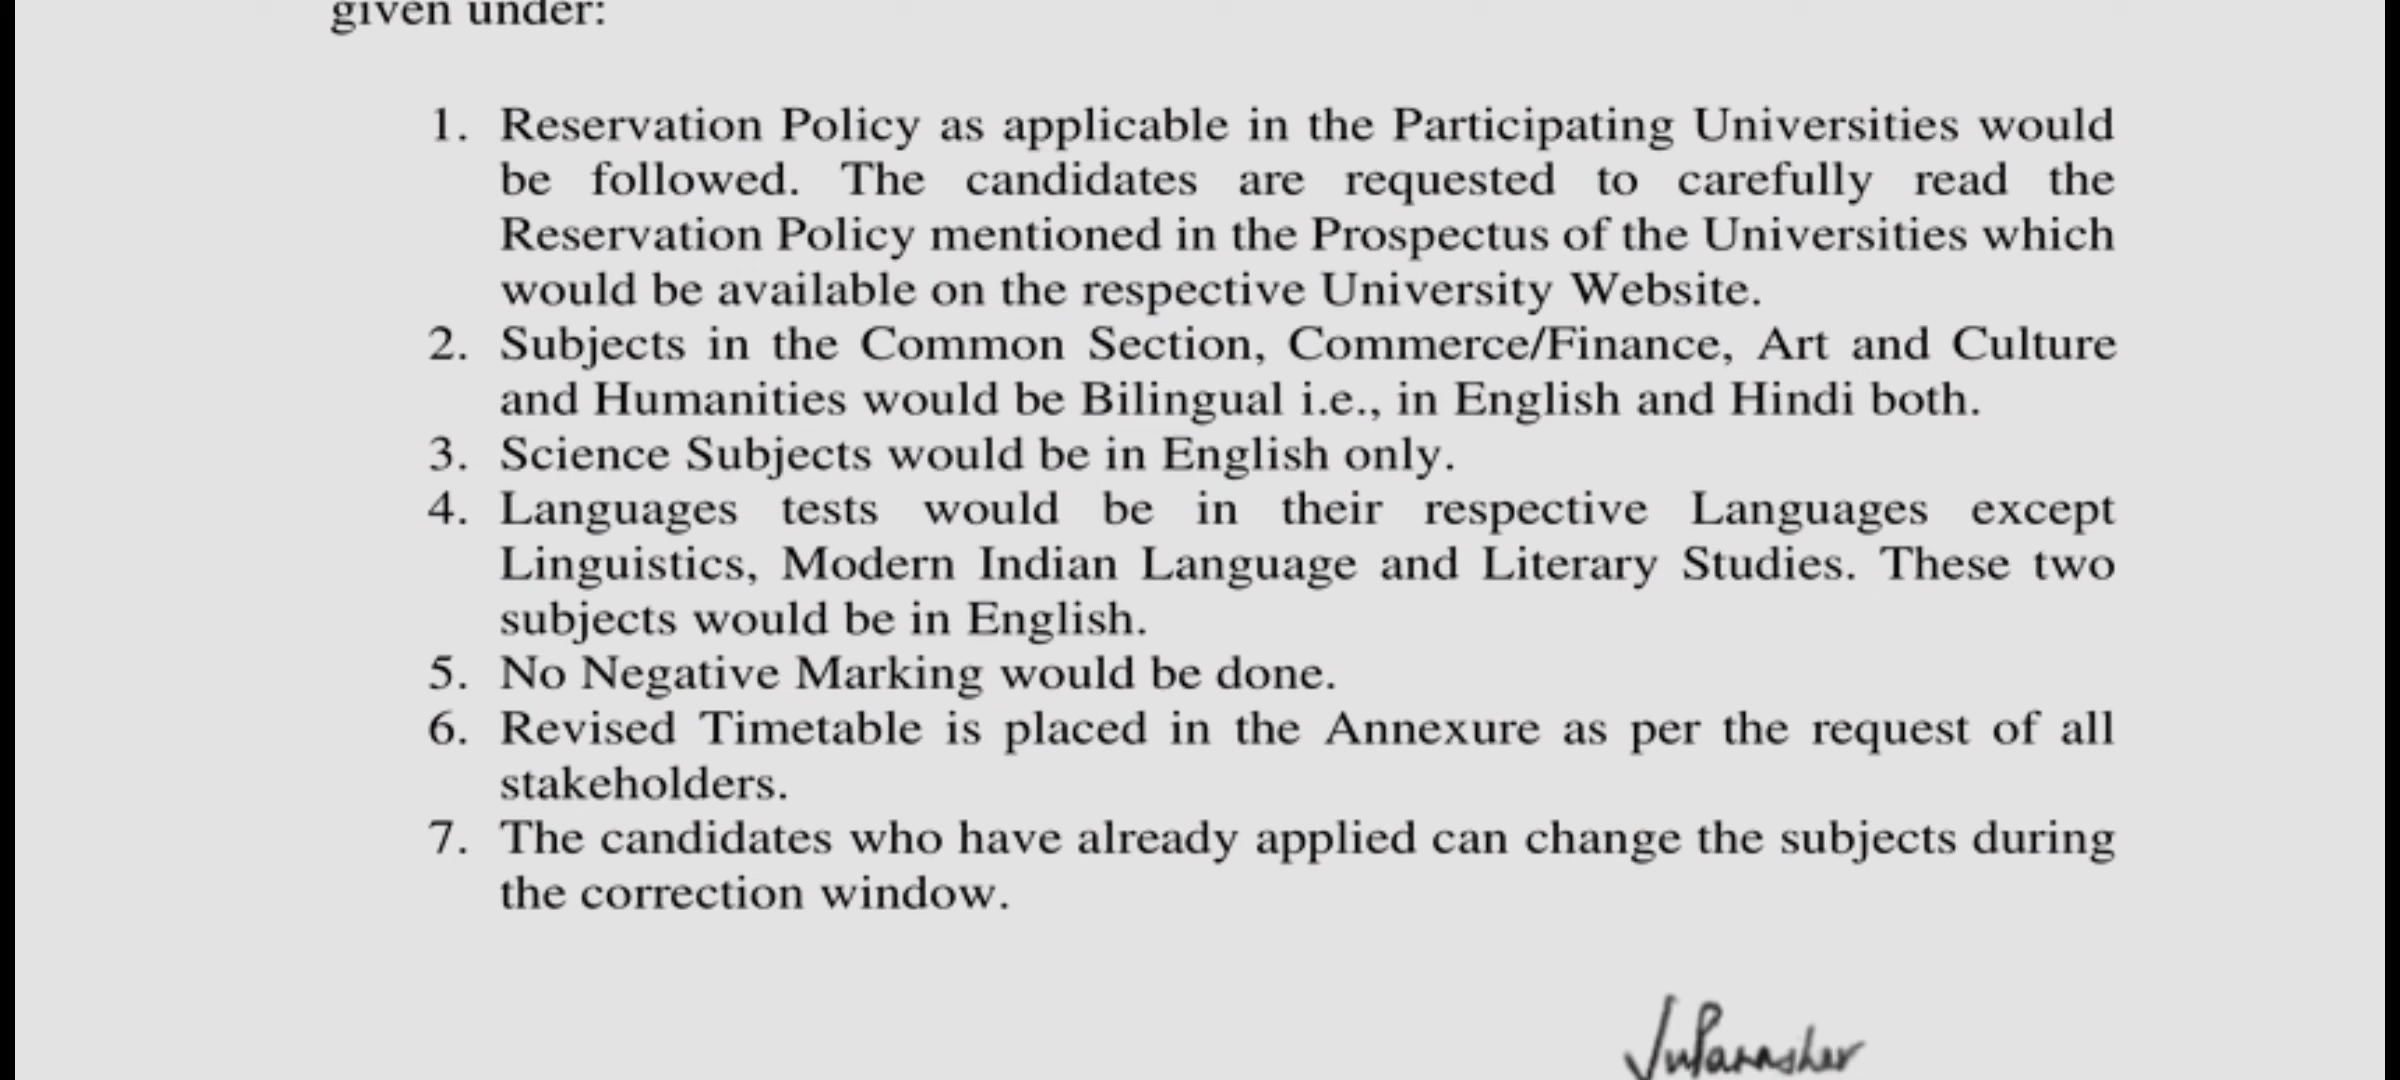 given under:
1. Reservation Policy as applicable in the Participating Universities would
be followed. The candidates are requested to carefully read the
Reservation Policy mentioned in the Prospectus of the Universities which
would be available on the respective University Website.
2. Subjects in the Common Section, Commerce/Finance, Art and Culture
and Humanities would be Bilingual i.e., in English and Hindi both.
3. Science Subjects would be in English only.
4. Languages tests would be in their respective Languages except
Linguistics, Modern Indian Language and Literary Studies. These two
subjects would be in English.
5. No Negative Marking would be done.
6. Revised Timetable is placed in the Annexure as per the request of all
stakeholders.
7. The candidates who have already applied can change the subjects during
the correction window.